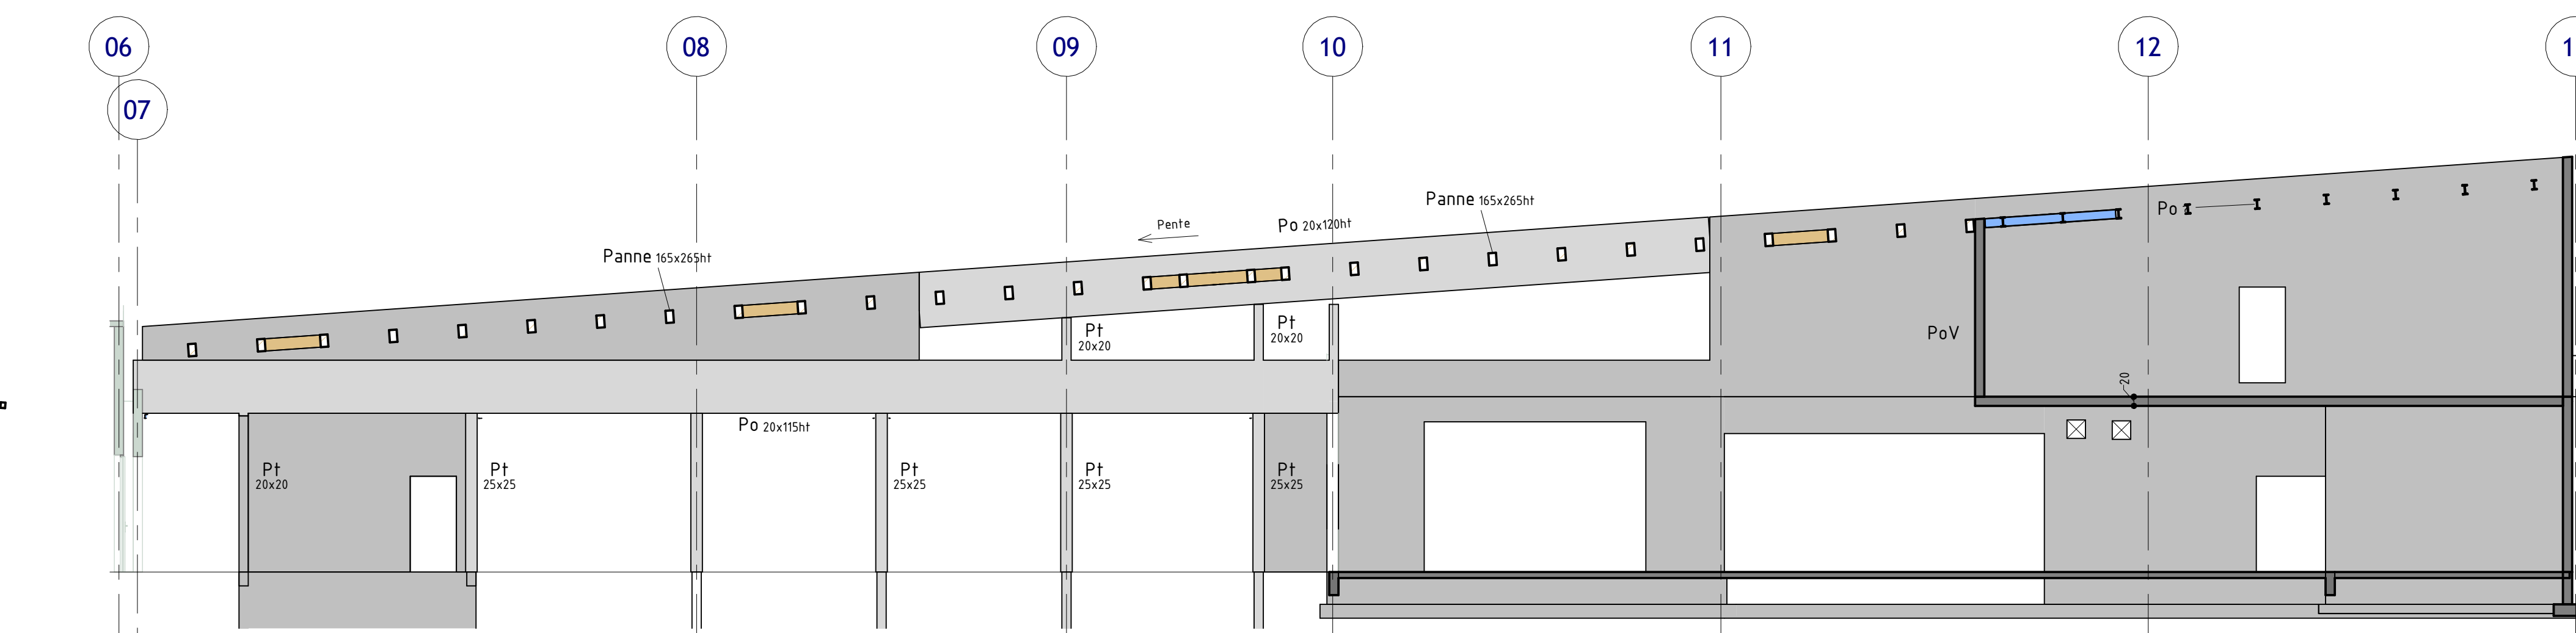 06
08
09
10
11
12
1
07
Pente
Po 20x120ht
Panne 165x265ht
Panne 165x265ht
Po
PoV
Pt
20x20
Pt
20x20
20
Po 20x115ht
Pt
20x20
Pt
25x25
Pt
25x25
Pt
25x25
Pt
25x25